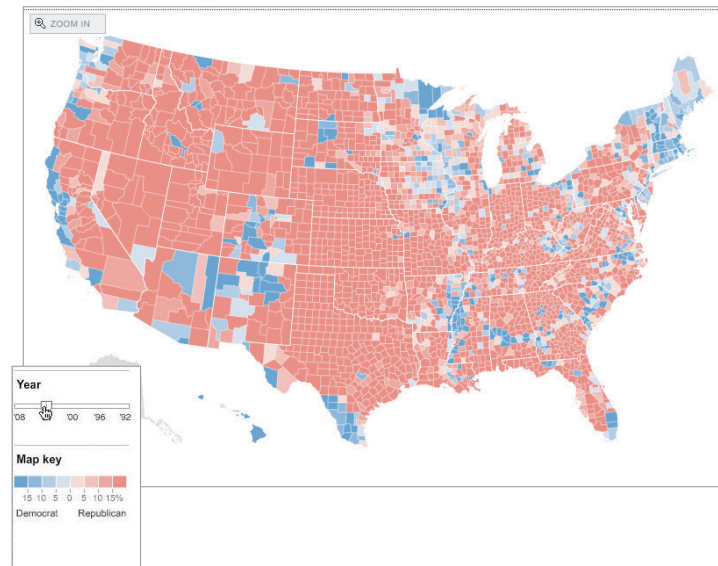 ZOOM IN
Year
'08 '00 '96 '92
Map key
15 10 5 0 5 10 15%
Democrat Republican